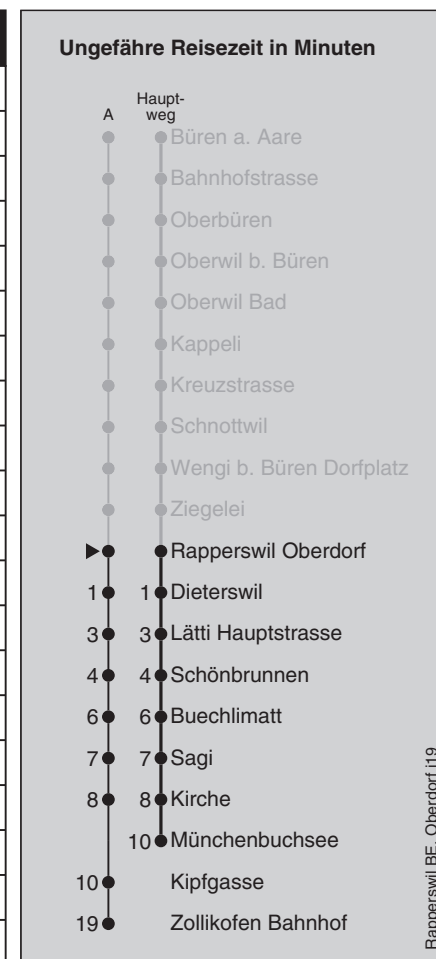 Ungefähre Reisezeit in Minuten
A
Haupt-
weg
Büren a. Aare
Bahnhofstrasse
Oberbüren
Oberwil b. Büren
Oberwil Bad
Kappeli
Kreuzstrasse
Schnottwil
Wengi b. Büren Dorfplatz
Ziegelei
Rapperswil Oberdorf
1 1 Dieterswil
3 3 Lätti Hauptstrasse
4 4 Schönbrunnen
6 6 Buechlimatt
7 7 Sagi
8 8 Kirche
10 Münchenbuchsee
10 Kipfgasse
19 Zollikofen Bahnhof
Rapperswil BE, Oberdorf j19